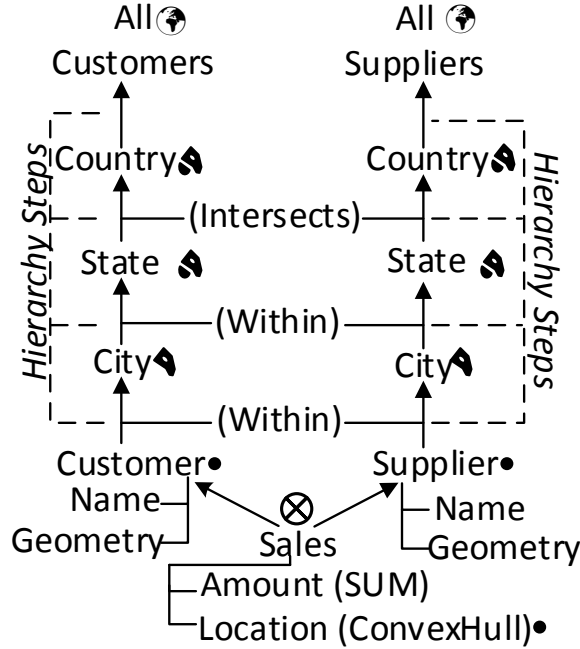 All All
Customers Suppliers
Country Country
(Intersects)
State State
(Within)
City City
(Within)
Hierarchy Steps
Hierarchy Steps
Customer Supplier
Name Name
Geometry Geometry
Sales
Amount (SUM)
Location (ConvexHull)